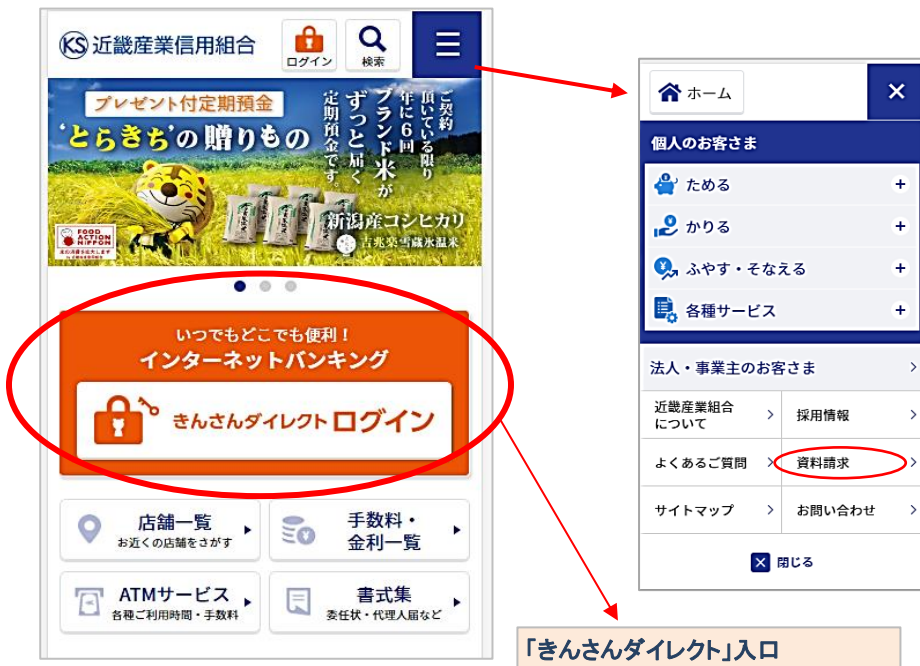 KS 近畿産業信用組合
ログイン
検索
プレゼント付定期預金
'とらきち'の贈りもの
ご契約
頂いている限り
年に6回
ブランド米が
ずっと届く
定期預金です。
新潟産コシヒカリ
吉兆楽雪蔵氷温米
FOOD
ACTION
NIPPON
いつでもどこでも便利！
インターネットバンキング
きんさんダイレクト ログイン
店舗一覧
お近くの店舗をさがす
手数料・
金利一覧
ATMサービス
各種ご利用時間・手数料
書式集
委任状・代理人届など
ホーム
個人のお客さま
ためる
かりる
ふやす・そなえる
各種サービス
法人・事業主のお客さま
近畿産業組合
について
採用情報
よくあるご質問
資料請求
サイトマップ
お問い合わせ
閉じる
「きんさんダイレクト」入口